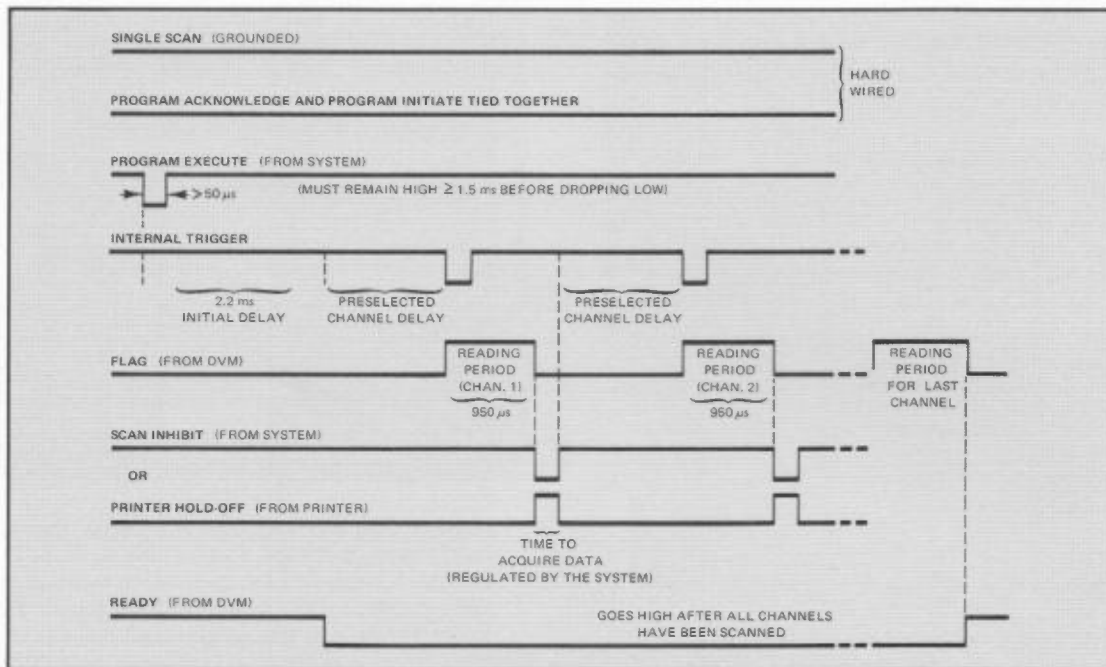 SINGLE SCAN (GROUNDED)
HARD
WIRED
PROGRAM ACKNOWLEDGE AND PROGRAM INITIATE TIED TOGETHER
PROGRAM EXECUTE (FROM SYSTEM)
> 50 µs
(MUST REMAIN HIGH ≥ 1.5 ms BEFORE DROPPING LOW)
INTERNAL TRIGGER
2.2 ms
INITIAL DELAY
PRESELECTED
CHANNEL DELAY
PRESELECTED
CHANNEL DELAY
FLAG (FROM DVM)
READING
PERIOD
(CHAN. 1)
950 µs
READING
PERIOD
(CHAN. 2)
950 µs
READING
PERIOD
FOR LAST
CHANNEL
SCAN INHIBIT (FROM SYSTEM)
OR
PRINTER HOLD-OFF (FROM PRINTER)
TIME TO
ACQUIRE DATA
(REGULATED BY THE SYSTEM)
READY (FROM DVM)
GOES HIGH AFTER ALL CHANNELS
HAVE BEEN SCANNED